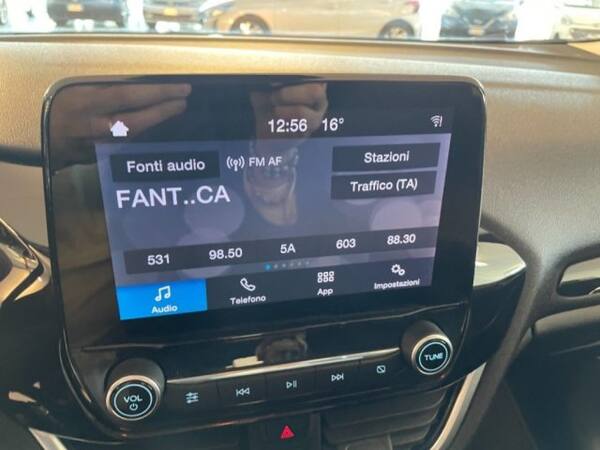 12:56 16°
Fonti audio FM AF Stazioni
FANT..CA Traffico (TA)
531 98.50 5A 603 88.30
Audio Telefono App Impostazioni
VOL TUNE